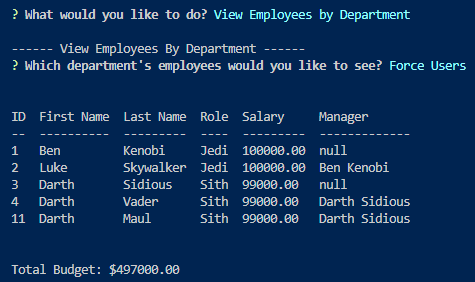 ? What would you like to do? View Employees by Department
------ View Employees By Department ------
? Which department's employees would you like to see? Force Users
ID  First Name  Last Name  Role  Salary     Manager
--  ----------  ---------  ----  ---------  -------------
1   Ben         Kenobi     Jedi  100000.00  null
2   Luke        Skywalker  Jedi  100000.00  Ben Kenobi
3   Darth       Sidious    Sith  99000.00   null
4   Darth       Vader      Sith  99000.00   Darth Sidious
11  Darth       Maul       Sith  99000.00   Darth Sidious
Total Budget: $497000.00